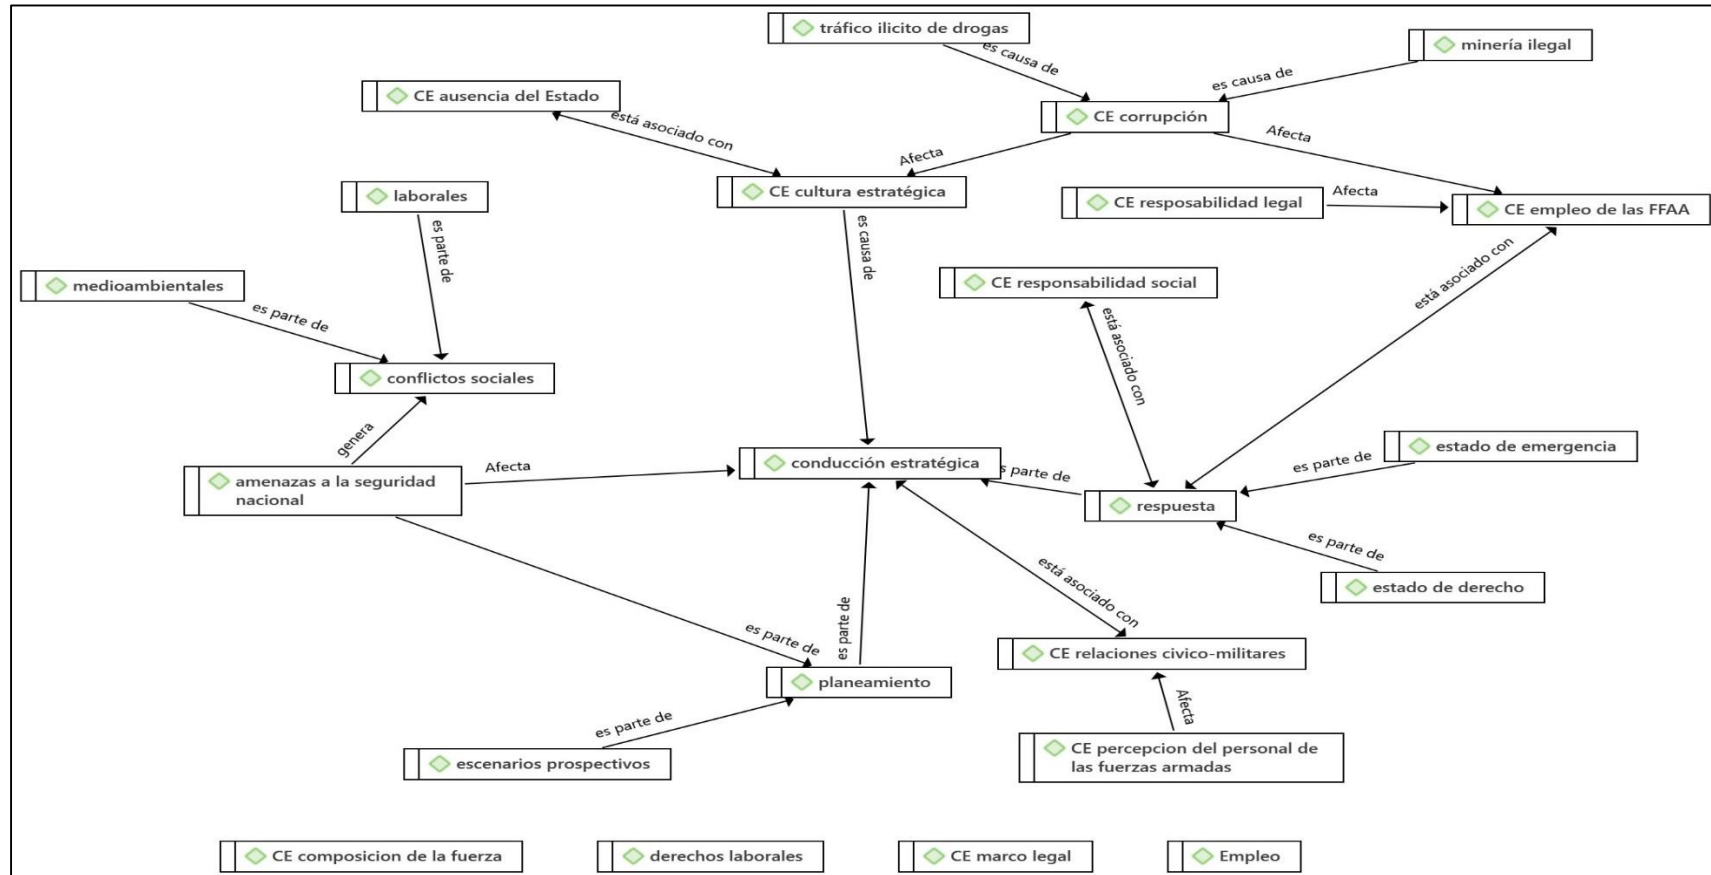 tráfico ilicito de drogas
minería ilegal
es causa de
es causa de
CE ausencia del Estado
CE corrupción
está asociado con
Afecta
Afecta
laborales
CE cultura estratégica
CE resposabilidad legal
Afecta
CE empleo de las FFAA
es parte de
es causa de
está asociado con
medioambientales
CE responsabilidad social
es parte de
está asociado con
conflictos sociales
genera
amenazas a la seguridad
nacional
Afecta
conducción estratégica
es parte de
estado de emergencia
es parte de
respuesta
es parte de
estado de derecho
está asociado con
es parte de
es parte de
CE relaciones civico-militares
planeamiento
es parte de
Afecta
escenarios prospectivos
CE percepcion del personal de
las fuerzas armadas
CE composicion de la fuerza
derechos laborales
CE marco legal
Empleo